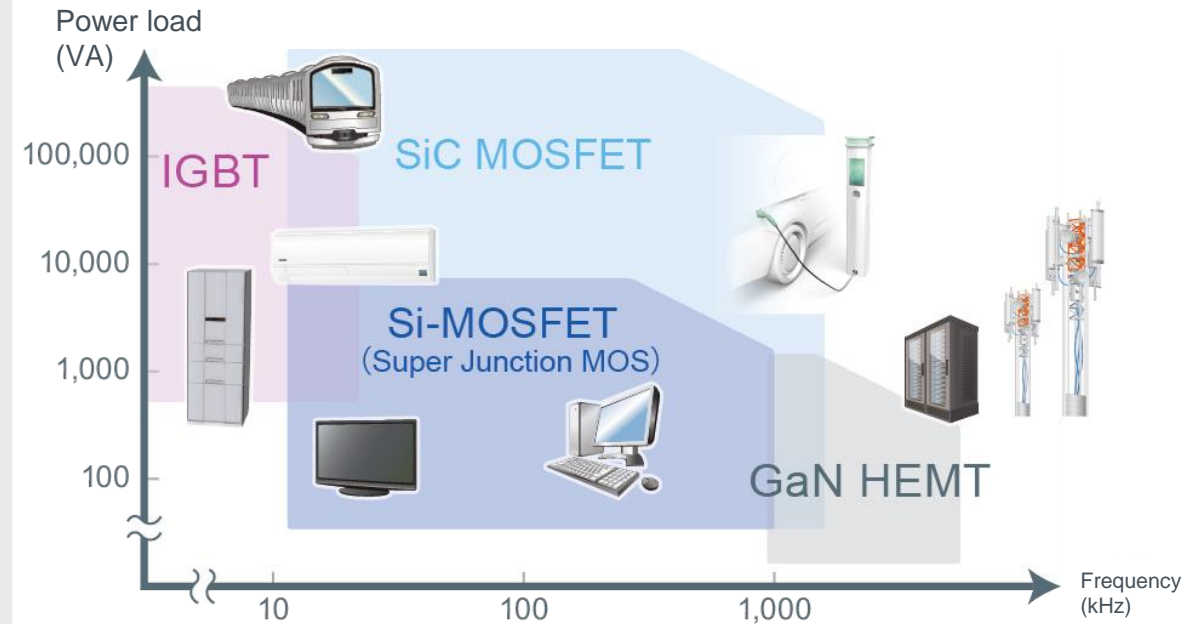 Power load
(VA)
100,000
10,000
1,000
100
IGBT
SiC MOSFET
Si-MOSFET
(Super Junction MOS)
GaN HEMT
10
100
1,000
Frequency
(kHz)